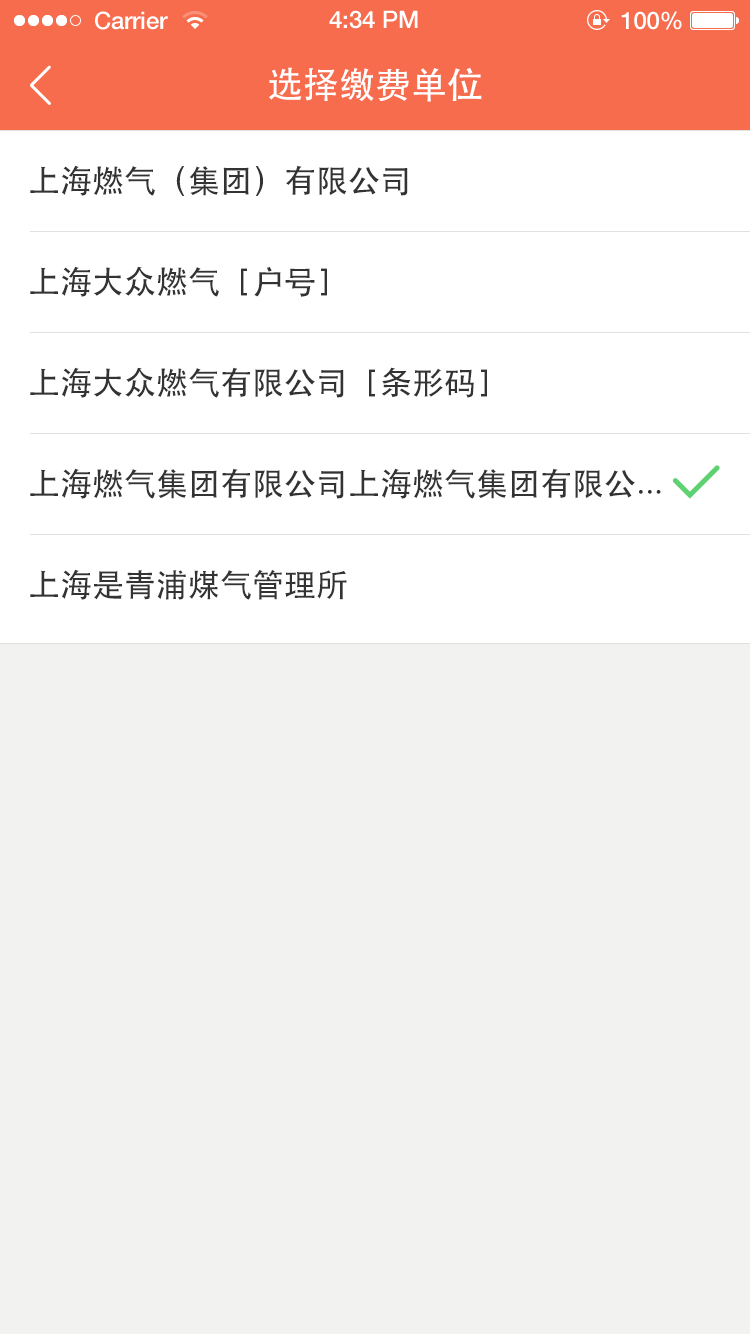 Carrier 4:34 PM 100%
选择缴费单位
上海燃气（集团）有限公司
上海大众燃气［户号］
上海大众燃气有限公司［条形码］
上海燃气集团有限公司上海燃气集团有限公...
上海是青浦煤气管理所